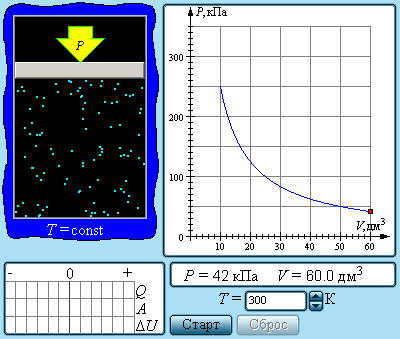 P
T = const
P, кПа
300
200
100
0
10 20 30 40 50 60
V, дм³
P = 42 кПа V = 60.0 дм³
- 0 +
Q
A
ΔU
T = 300 К
Старт Сброс